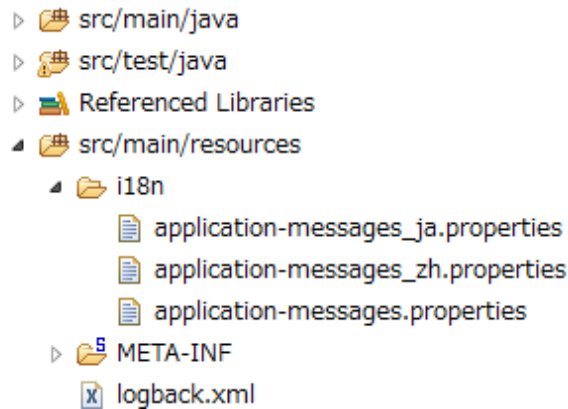 src/main/java
src/test/java
Referenced Libraries
src/main/resources
i18n
application-messages_ja.properties
application-messages_zh.properties
application-messages.properties
META-INF
logback.xml